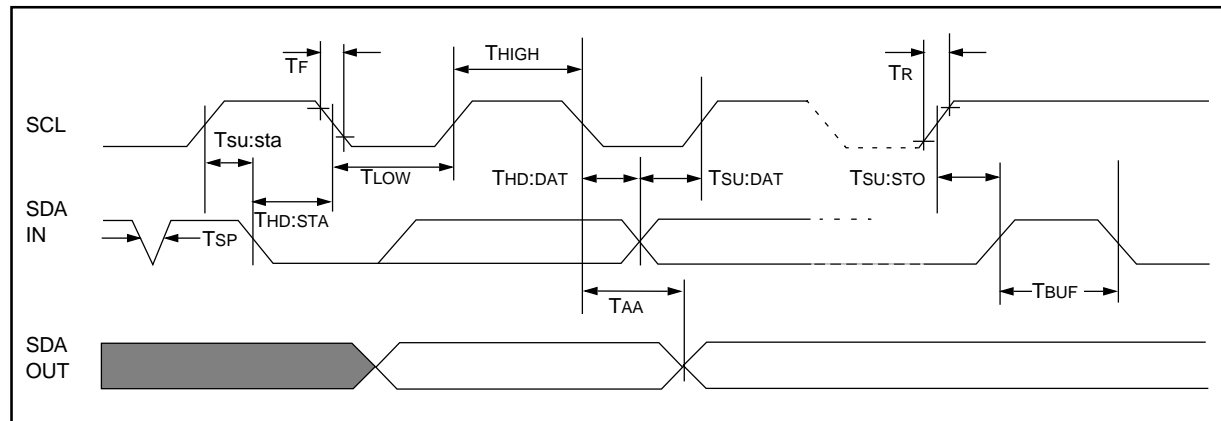 TF
THIGH
TR
SCL
Tsu:sta
TLOW
THD:DAT
TSU:DAT
TSU:STO
SDA
IN
TSP
THD:STA
TAA
TBUF
SDA
OUT